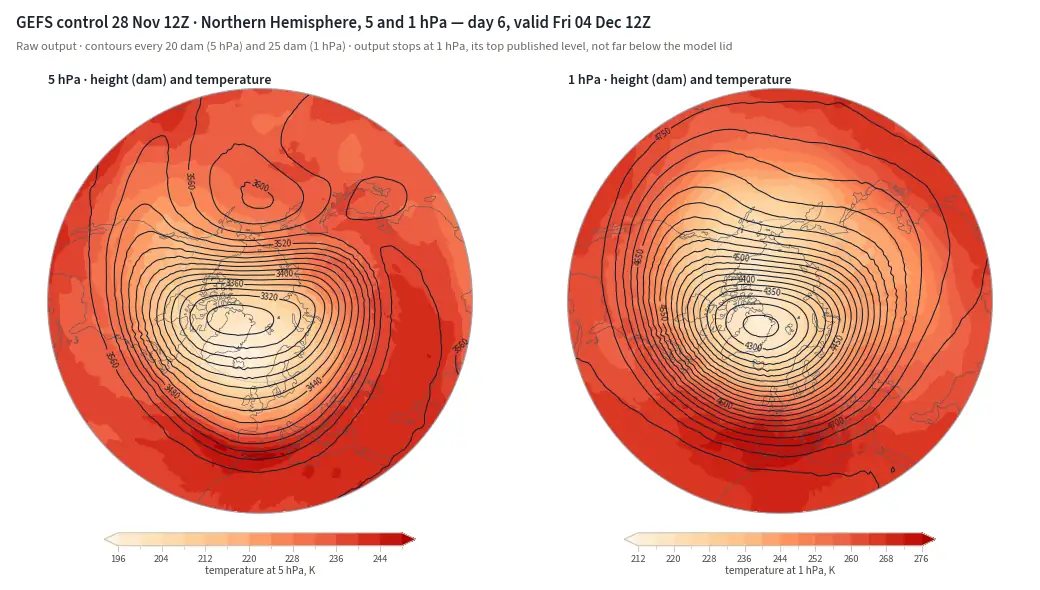 GEFS control 28 Nov 12Z · Northern Hemisphere, 5 and 1 hPa — day 6, valid Fri 04 Dec 12Z
Raw output · contours every 20 dam (5 hPa) and 25 dam (1 hPa) · output stops at 1 hPa, its top published level, not far below the model lid
5 hPa · height (dam) and temperature
3560
3600
3520
3400
3360
3320
3560
3480
3440
3560
196 204 212 220 228 236 244
temperature at 5 hPa, K
1 hPa · height (dam) and temperature
4750
4650
4500
4400
4350
4300
4450
4700
212 220 228 236 244 252 260 268 276
temperature at 1 hPa, K